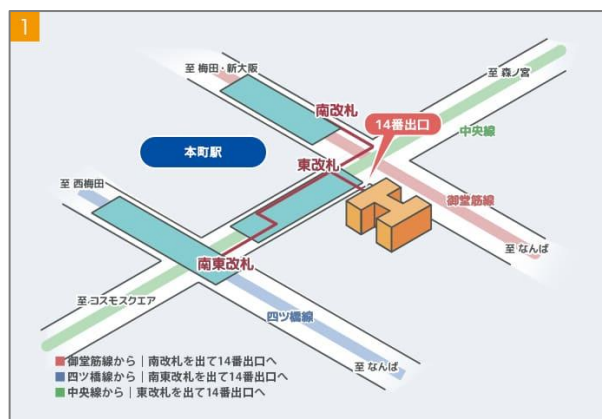 1
至 梅田・新大阪
至 森ノ宮
南改札
14番出口
中央線
本町駅
東改札
至 西梅田
御堂筋線
至 なんば
南東改札
至 コスモスクエア
四ツ橋線
至 なんば
御堂筋線から｜南改札を出て14番出口へ
四ツ橋線から｜南東改札を出て14番出口へ
中央線から｜東改札を出て14番出口へ